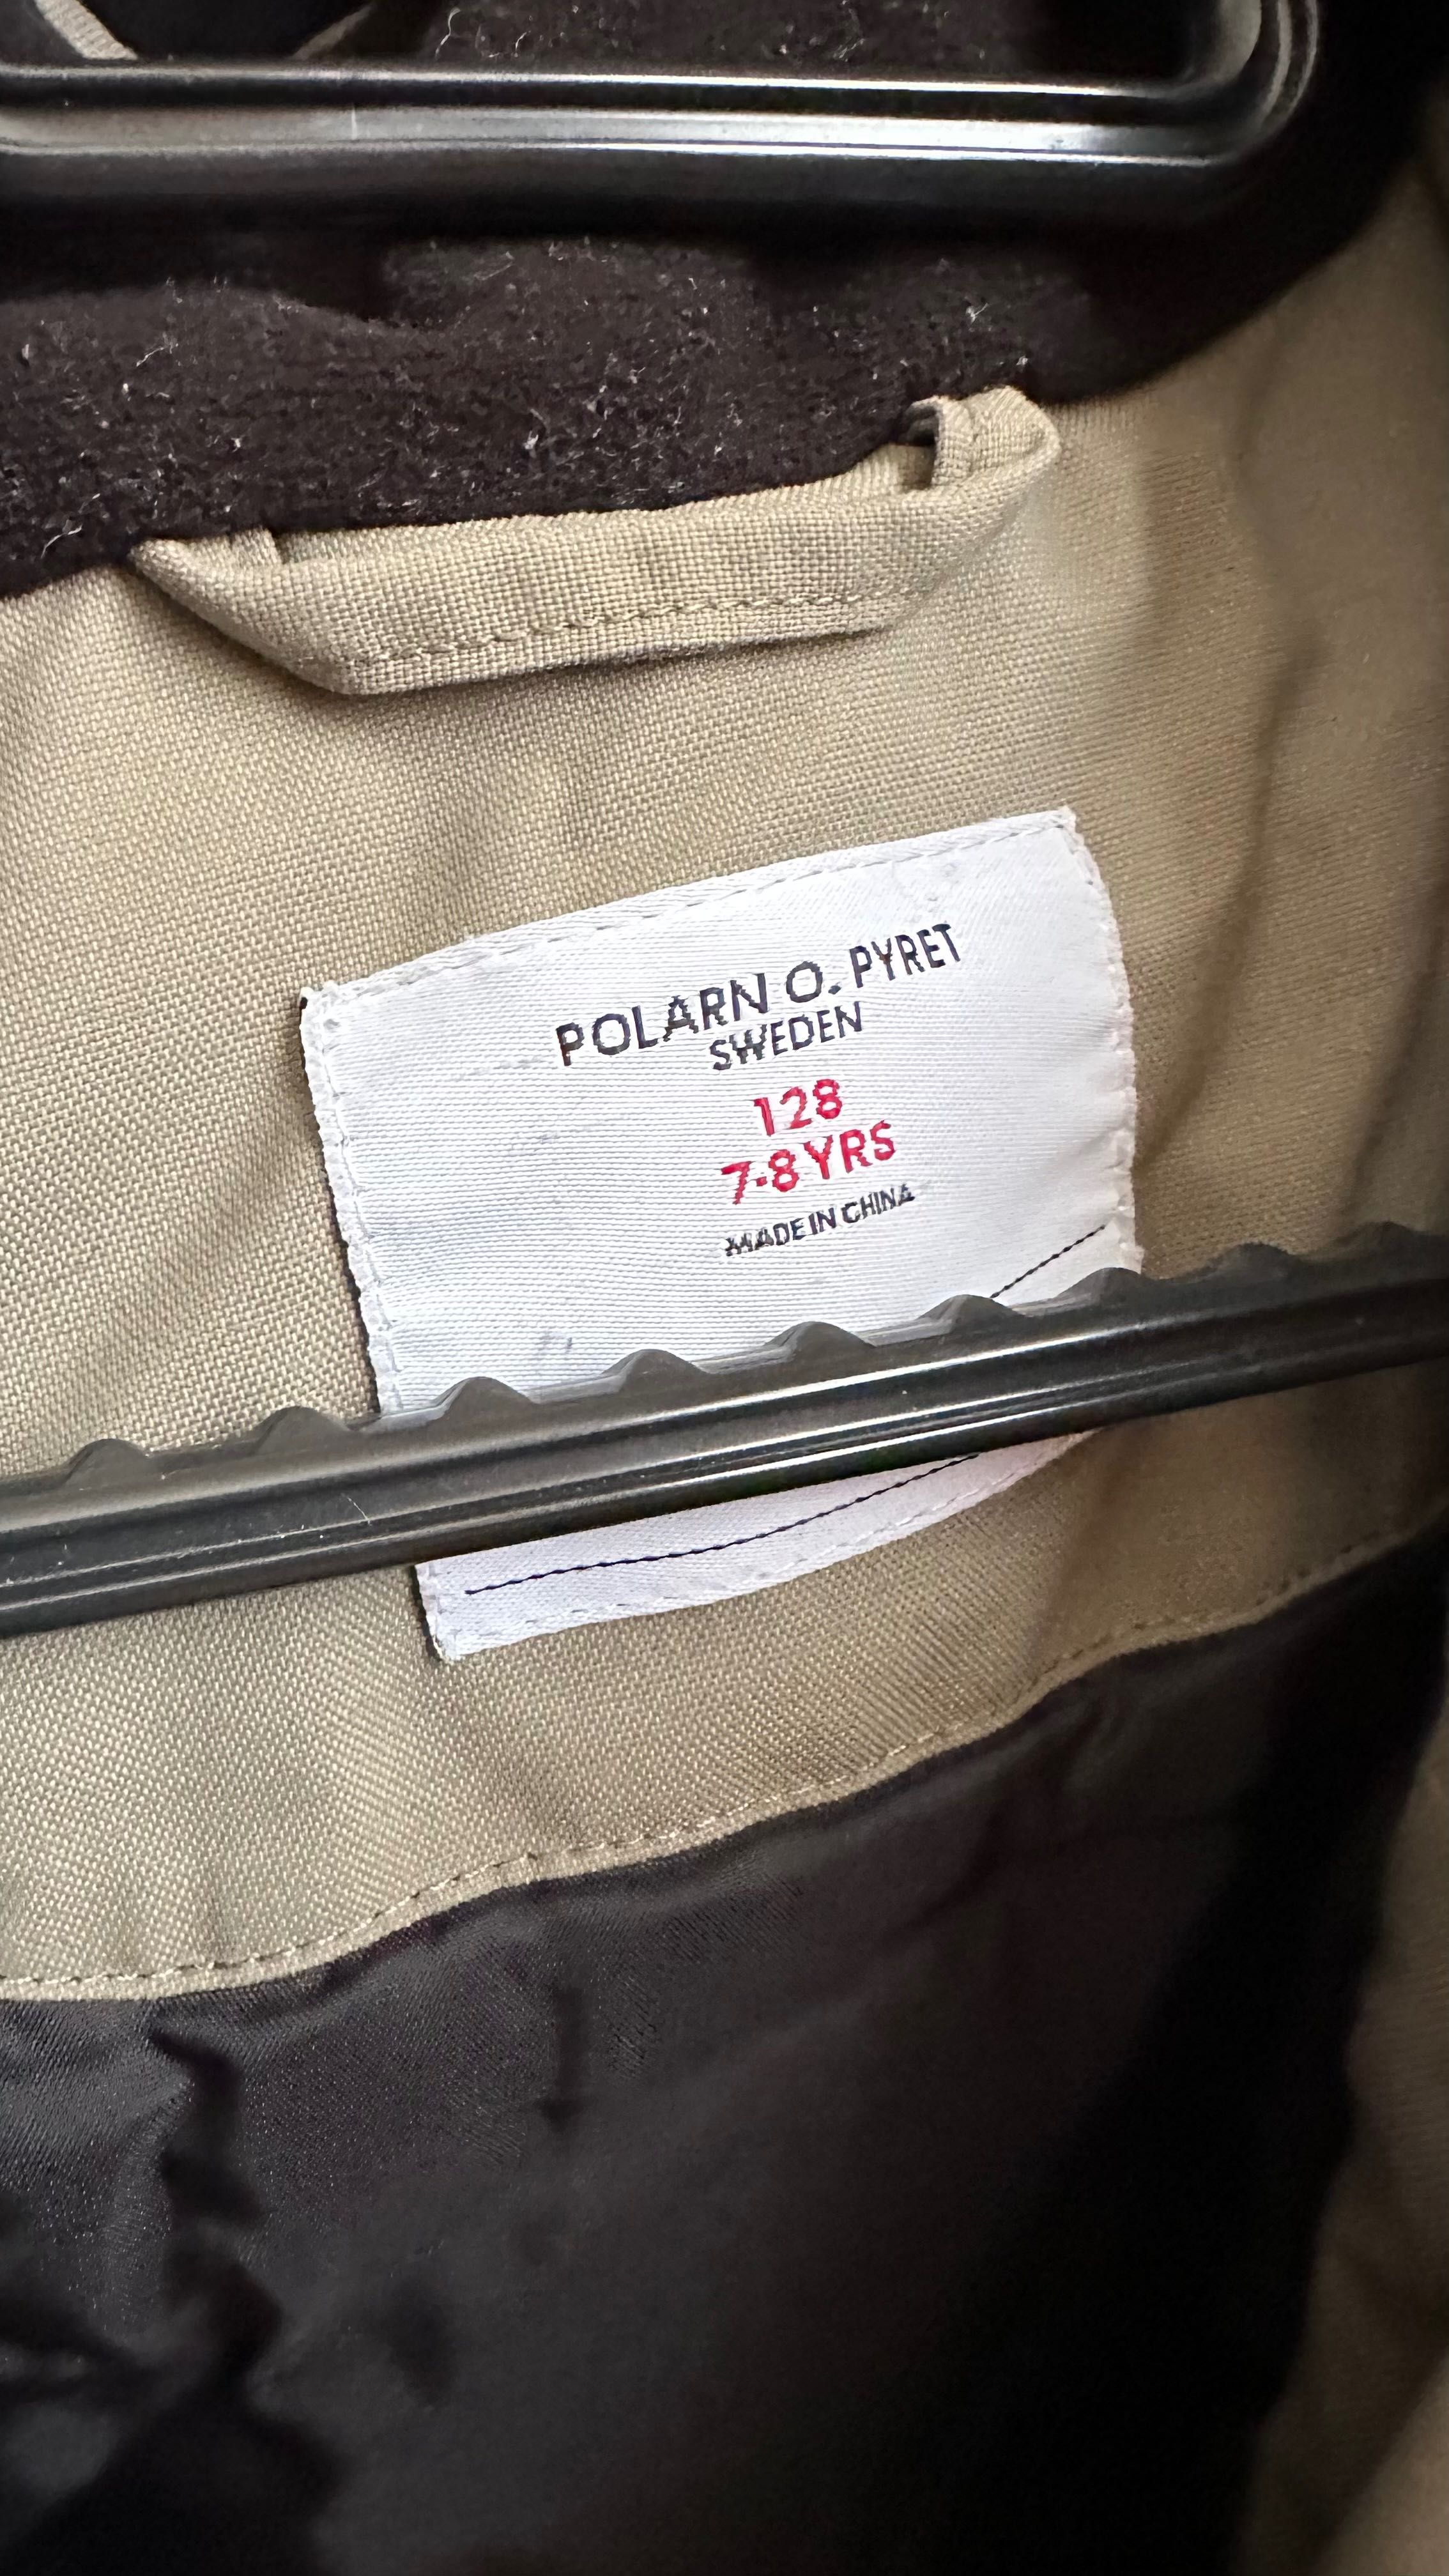 POLARN O. PYRET
SWEDEN
128
7-8 YRS
MADE IN CHINA